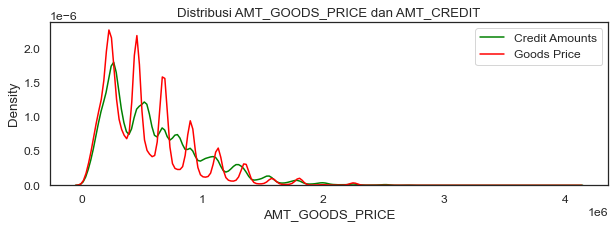 Distribusi AMT_GOODS_PRICE dan AMT_CREDIT
1e−6
Credit Amounts
Goods Price
Density
2.0
1.5
1.0
0.5
0.0
0 1 2 3 4
1e6
AMT_GOODS_PRICE